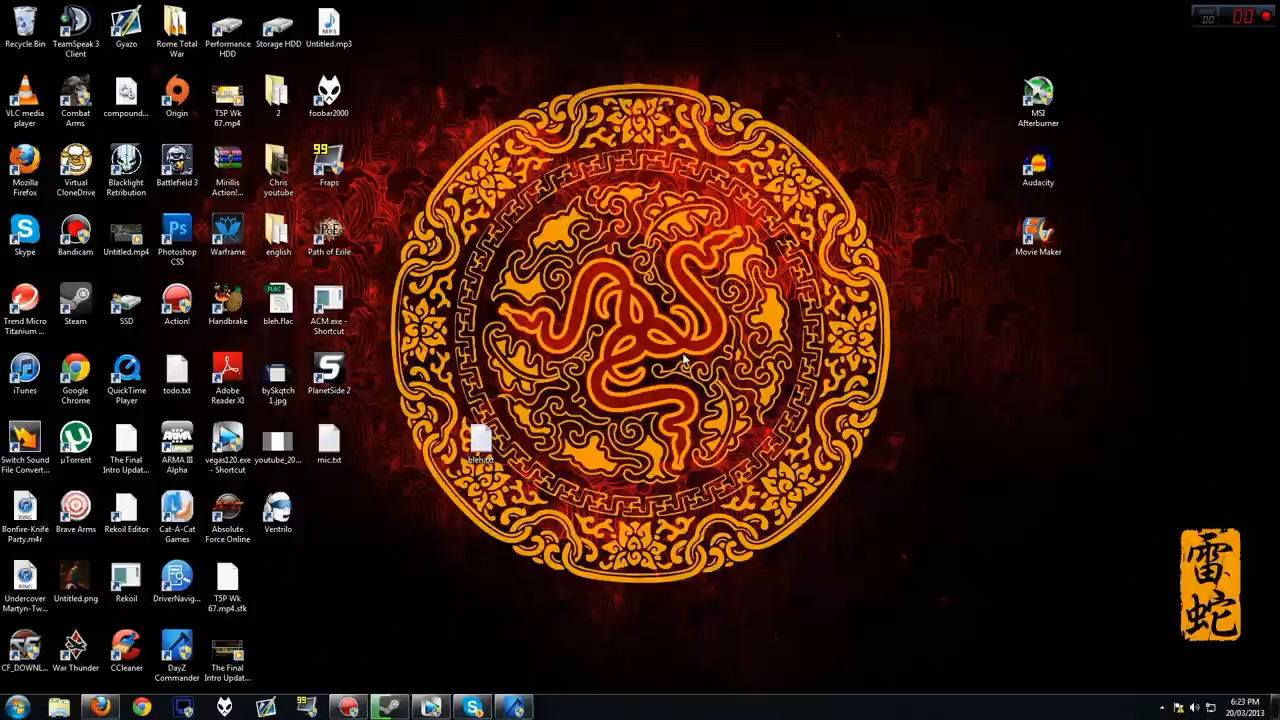 Recycle Bin
TeamSpeak 3 Client
Gyazo
Rome Total War
Performance HDD
Storage HDD
Untitled.mp3
VLC media player
Combat Arms
compound...
Origin
T5P Wk 67.mp4
2
foobar2000
Mozilla Firefox
Virtual CloneDrive
Blacklight Retribution
Battlefield 3
Mirillis Action!...
Chris youtube
99
Fraps
Skype
Bandicam
Untitled.mp4
Ps
Photoshop CS5
Warframe
english
Path of Exile
Trend Micro Titanium ...
Steam
SSD
Action!
Handbrake
FLAC
bleh.flac
ACM.exe - Shortcut
iTunes
Google Chrome
QuickTime Player
todo.txt
Adobe Reader XI
bySkqtch 1.jpg
PlanetSide 2
Switch Sound File Convert...
µTorrent
The Final Intro Updat...
ARMA III Alpha
vegas120.exe - Shortcut
youtube_20...
mic.txt
Bonfire-Knife Party.m4r
Brave Arms
Rekoil Editor
Cat-A-Cat Games
Absolute Force Online
Ventrilo
Undercover Martyn-Tw...
Untitled.png
Rekoil
DriverNavig...
T5P Wk 67.mp4.sfk
CF_DOWNL...
War Thunder
CCleaner
DayZ Commander
The Final Intro Updat...
bleh.txt
MSI Afterburner
Audacity
Movie Maker
00
00
雷
蛇
99
6:23 PM
20/03/2013